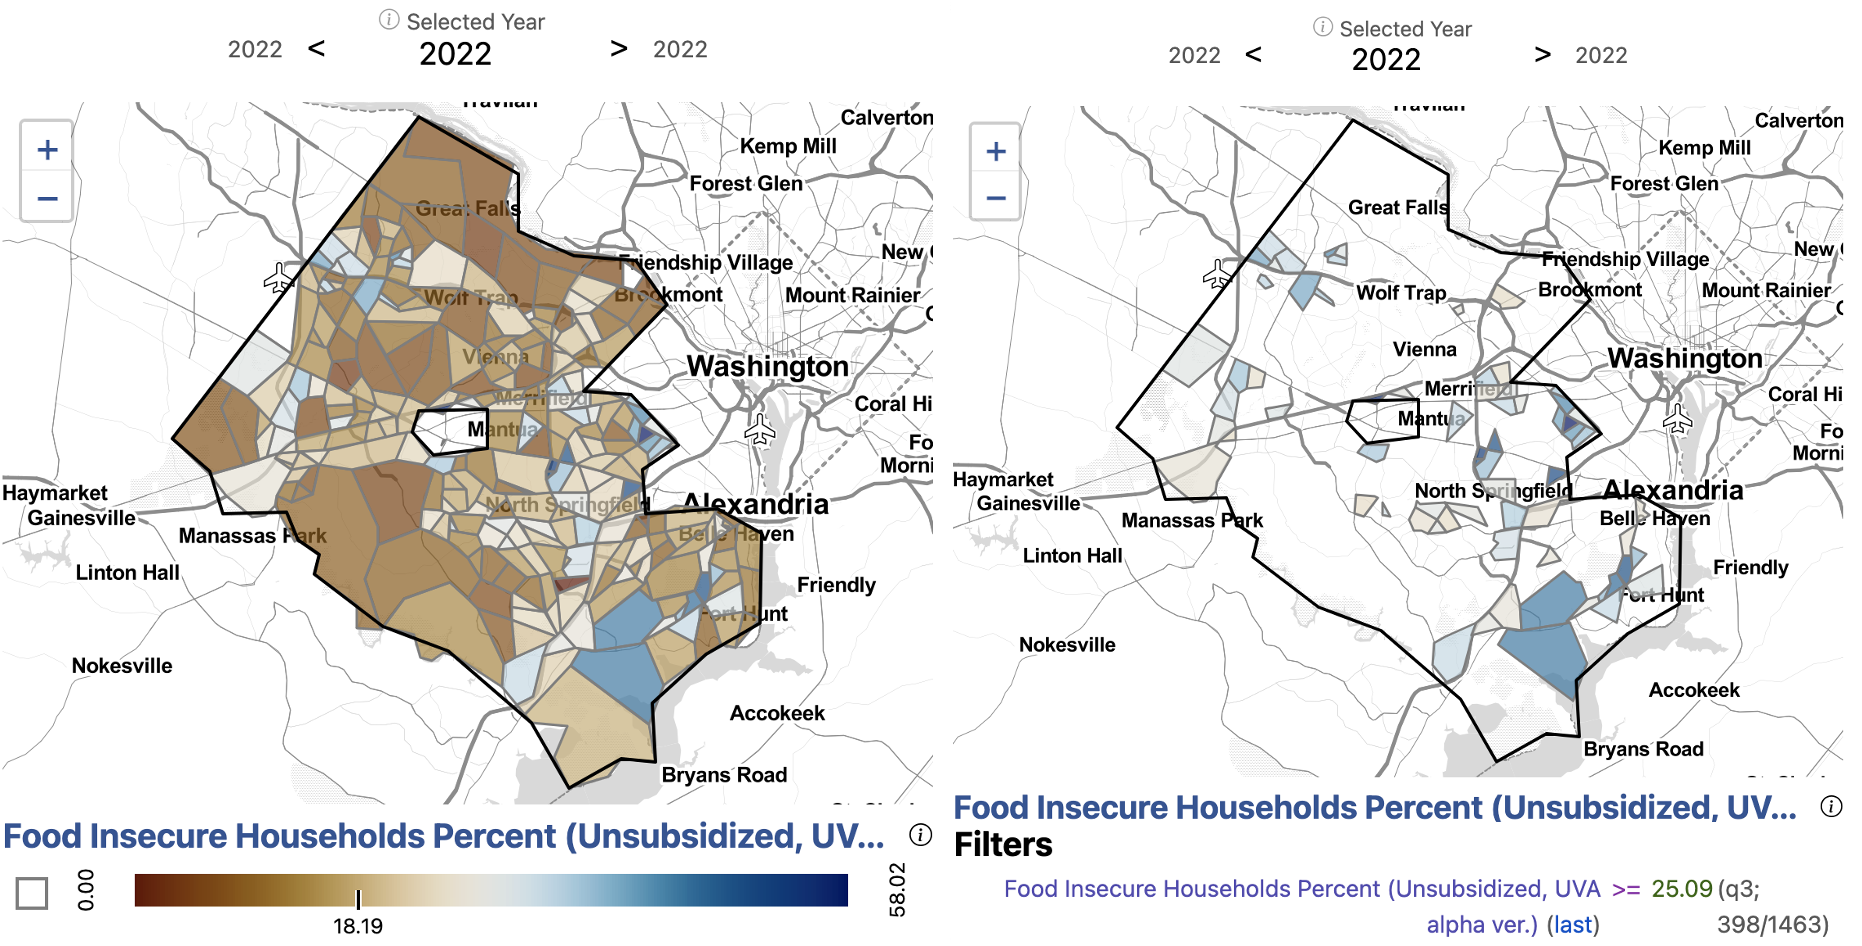 Selected Year
2022 < 2022 > 2022
Travilah
Calverton
Kemp Mill
Forest Glen
Great Falls
New
Friendship Village
Wolf Trap
Brookmont
Mount Rainier
Vienna
Washington
Merrifield
Coral Hi
Mantua
Fo
Morni
Haymarket
Gainesville
North Springfield
Alexandria
Manassas Park
Belle Haven
Linton Hall
Friendly
Fort Hunt
Nokesville
Accokeek
Bryans Road
+
−
Food Insecure Households Percent (Unsubsidized, UV...
0.00
58.02
18.19
Selected Year
2022 < 2022 > 2022
Travilah
Calverton
Kemp Mill
Forest Glen
Great Falls
New
Friendship Village
Wolf Trap
Brookmont
Mount Rainier
Vienna
Washington
Merrifield
Coral Hi
Mantua
Fo
Morni
Haymarket
Gainesville
North Springfield
Alexandria
Manassas Park
Belle Haven
Linton Hall
Friendly
Fort Hunt
Nokesville
Accokeek
Bryans Road
+
−
Food Insecure Households Percent (Unsubsidized, UV...
Filters
Food Insecure Households Percent (Unsubsidized, UVA >= 25.09 (q3;
alpha ver.) (last) 398/1463)